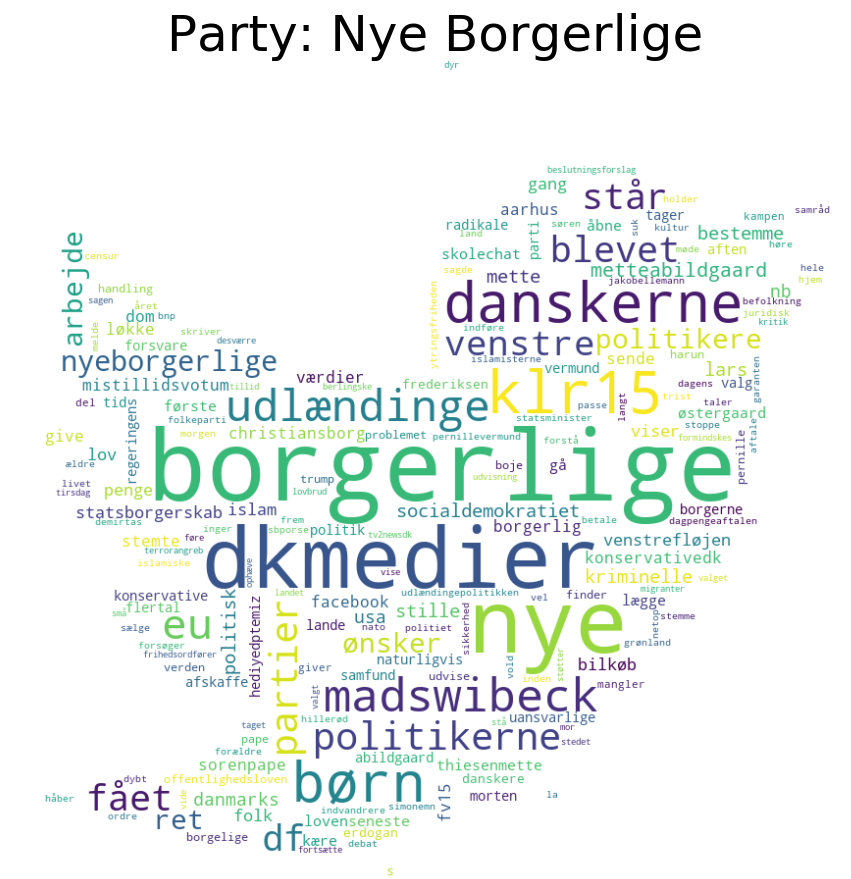 Party: Nye Borgerlige
dyr
beslutningsforslag
gang
står
holder
aarhus
tager
kampen
samråd
radikale
søren
åbne
suk
kultur
land
parti
bestemme
blevet
møde
aften
høre
arbejde
censur
skolechat
sagde
mette
metteabildgaard
hele
jakobellemann
hjem
handling
ytringsfriheden
danskerne
nb
befolkning
sagen
året
dom
bnp
juridisk
løkke
melde
skriver
desværre
indføre
kritik
forsvare
venstre
politikere
islamisterne
sende
harun
nyeborgerlige
vermund
lars
garanten
værdier
frederiksen
klr15
mistillidsvotum
tillid
berlingske
dagens
valg
trist
passe
langt
taler
del
tids
første
udlændinge
østergaard
folkeparti
statsminister
stoppe
aftale
give
regeringens
morgen
christiansborg
problemet
pernillevermund
forstå
viser
formindskes
lov
borgerlige
pernille
ældre
boje
gå
livet
trump
udvisning
tirsdag
penge
lovbrud
statsborgerskab
islam
socialdemokratiet
borgerne
demirtas
frem
dagpengeaftalen
inger
sbporse
politik
borgerlig
betale
stemte
føre
tv2newsdk
dkmedier
venstrefløjen
terrorangreb
konservativedk
islamiske
ophæve
vise
kriminelle
valget
landet
udlændingepolitikken
migranter
konservative
facebook
vel
finder
lægge
små
flertal
eu
politisk
partier
usa
stille
nye
stemme
sælge
lande
netop
forsøger
nato
politiet
sikkerhed
grønland
frihedsordfører
ønsker
verden
hediyedptemiz
giver
naturligvis
vold
støtter
bilkøb
afskaffe
samfund
udvise
inden
mangler
valgt
madswibeck
taget
hillerød
stå
uansvarlige
pape
politikerne
mor
stedet
forældre
abildgaard
sorenpape
thiesenmette
dybt
offentlighedsloven
børn
danskere
håber
fået
vide
danmarks
fv15
morten
la
indvandrere
simonemn
ordre
ret
folk
loven
seneste
borgelige
df
kære
erdogan
debat
fortsætte
s